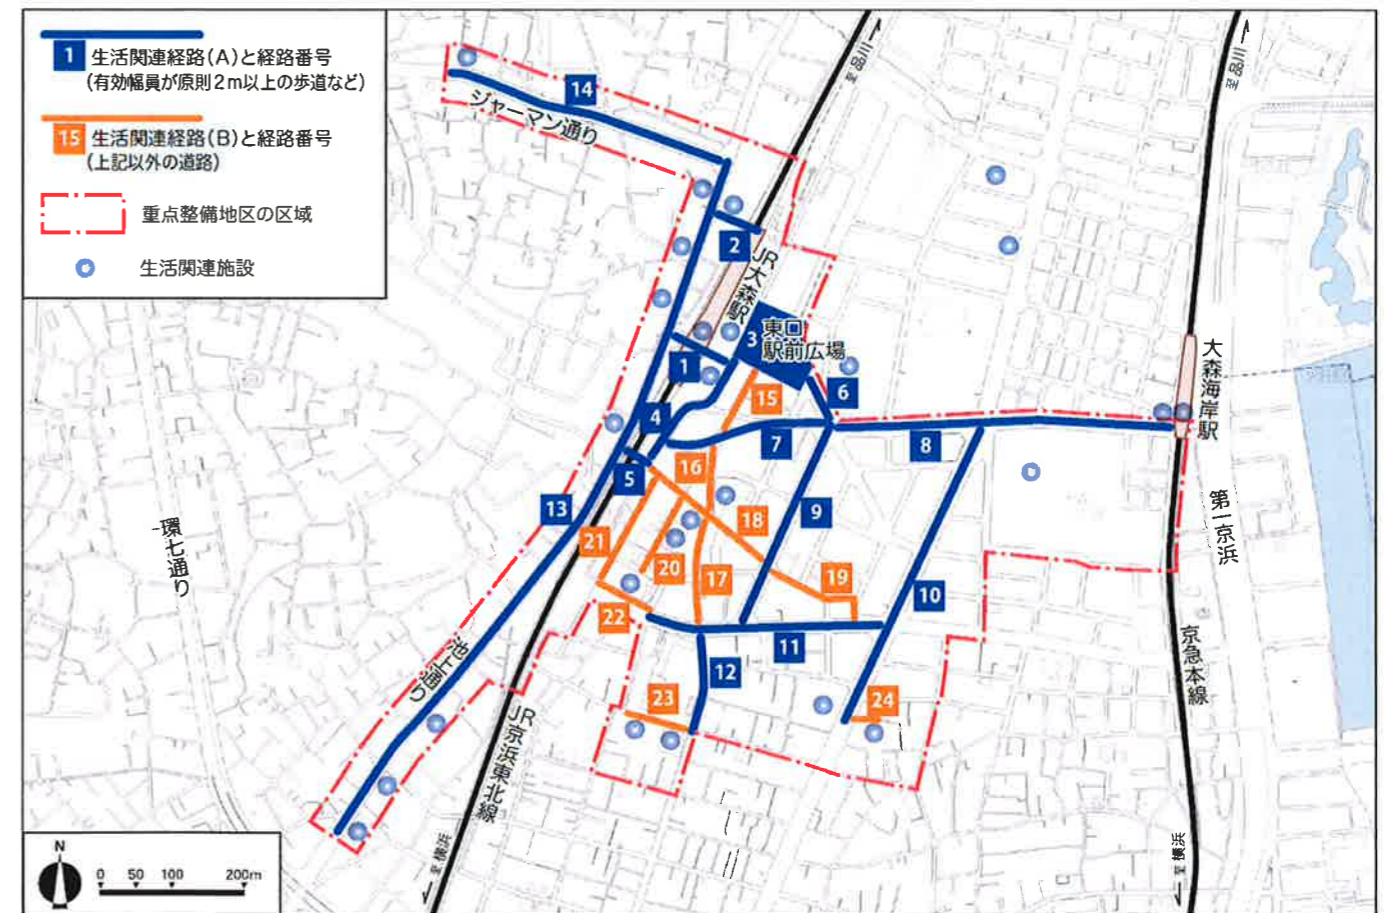 1 生活関連経路(A)と経路番号
(有効幅員が原則2m以上の歩道など)
15 生活関連経路(B)と経路番号
(上記以外の道路)
重点整備地区の区域
生活関連施設
至品川
至品川
14
ジャーマン通り
2
JR大森駅
3
東口
駅前広場
1
6
15
大森海岸駅
4
7
8
16
5
13
9
18
第一京浜
環七通り
21
20
17
19
10
22
11
池上通り
12
京急本線
23
24
JR京浜東北線
至横浜
至横浜
N
0 50 100 200m